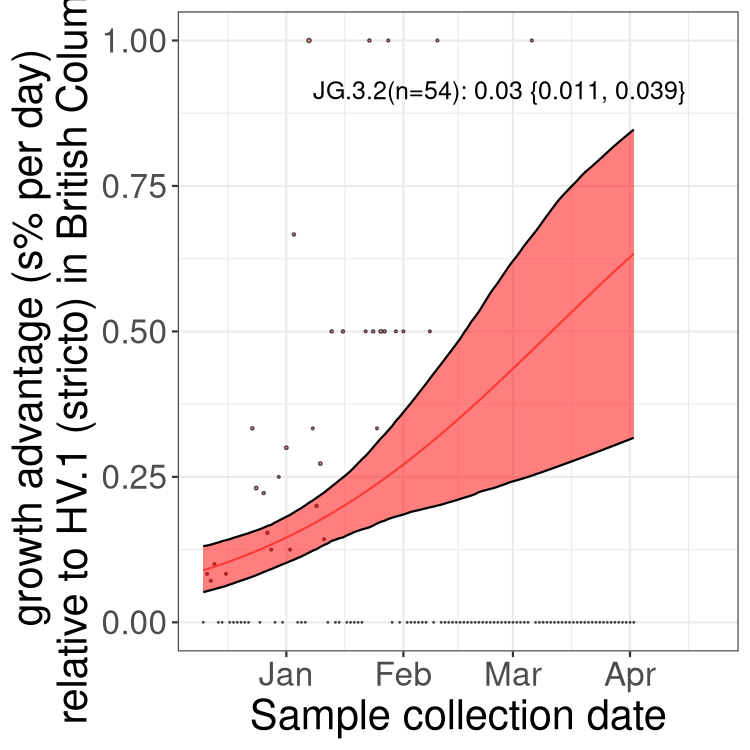 growth advantage (s% per day)
relative to HV.1 (stricto) in British Colum
1.00
JG.3.2(n=54): 0.03 {0.011, 0.039}
0.75
0.50
0.25
0.00
Jan Feb Mar Apr
Sample collection date